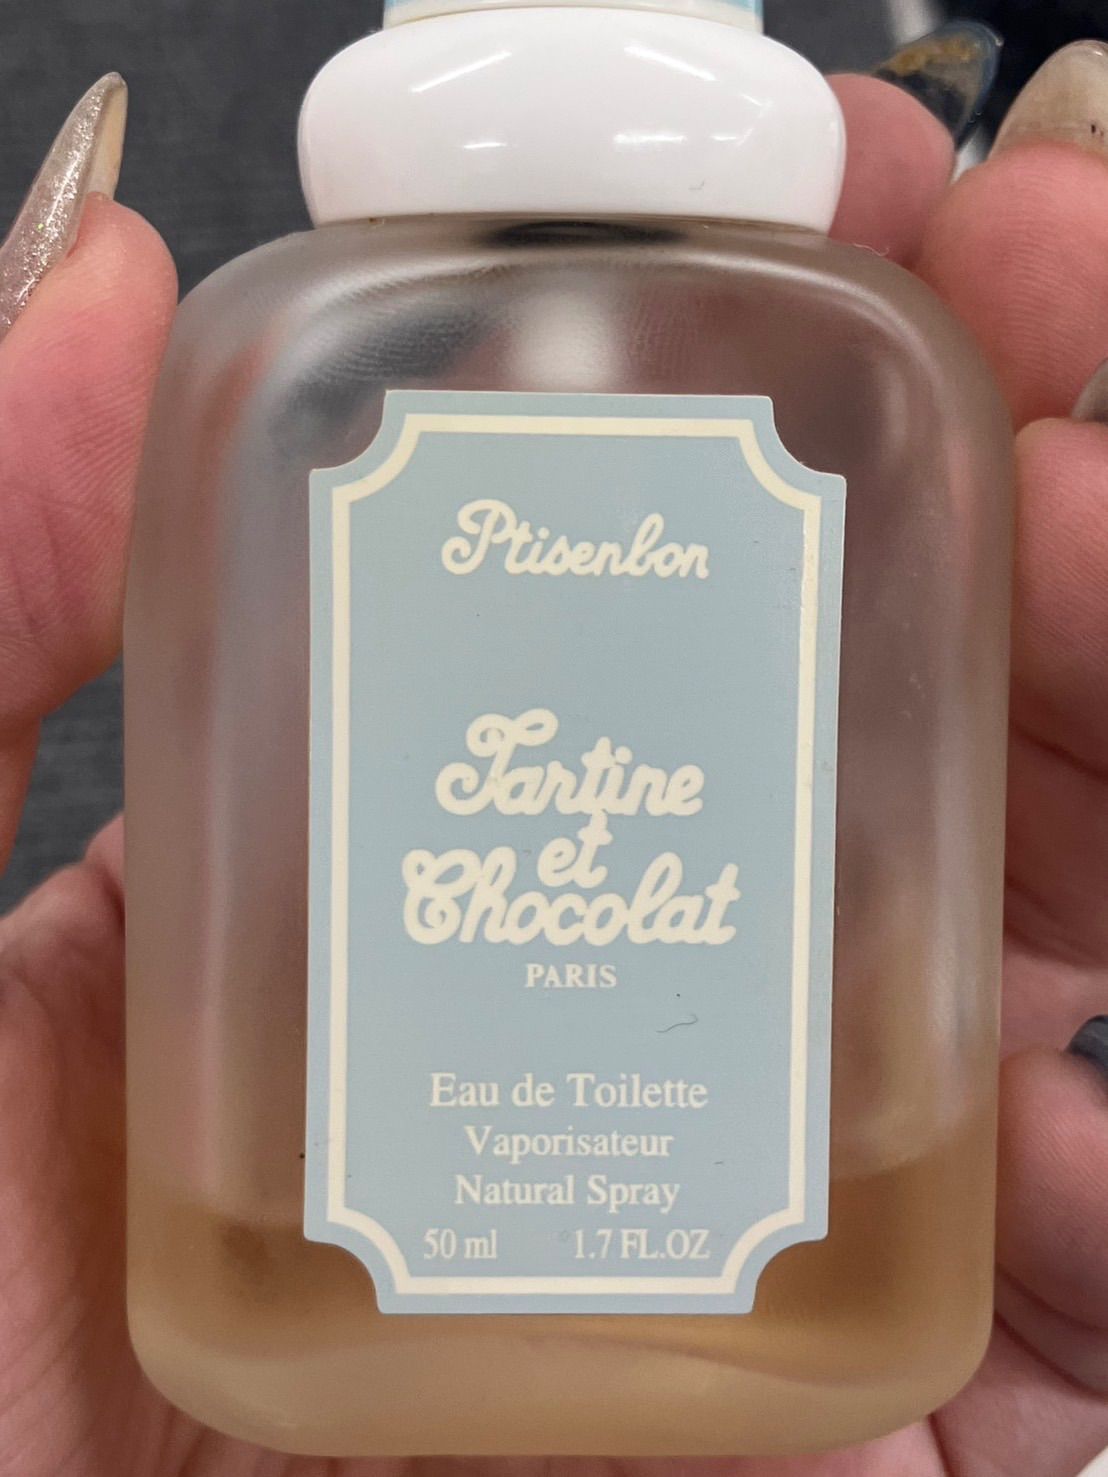 Ptisenbon
Tartine
et
Chocolat
PARIS
Eau de Toilette
Vaporisateur
Natural Spray
50 ml 1.7 FL.OZ